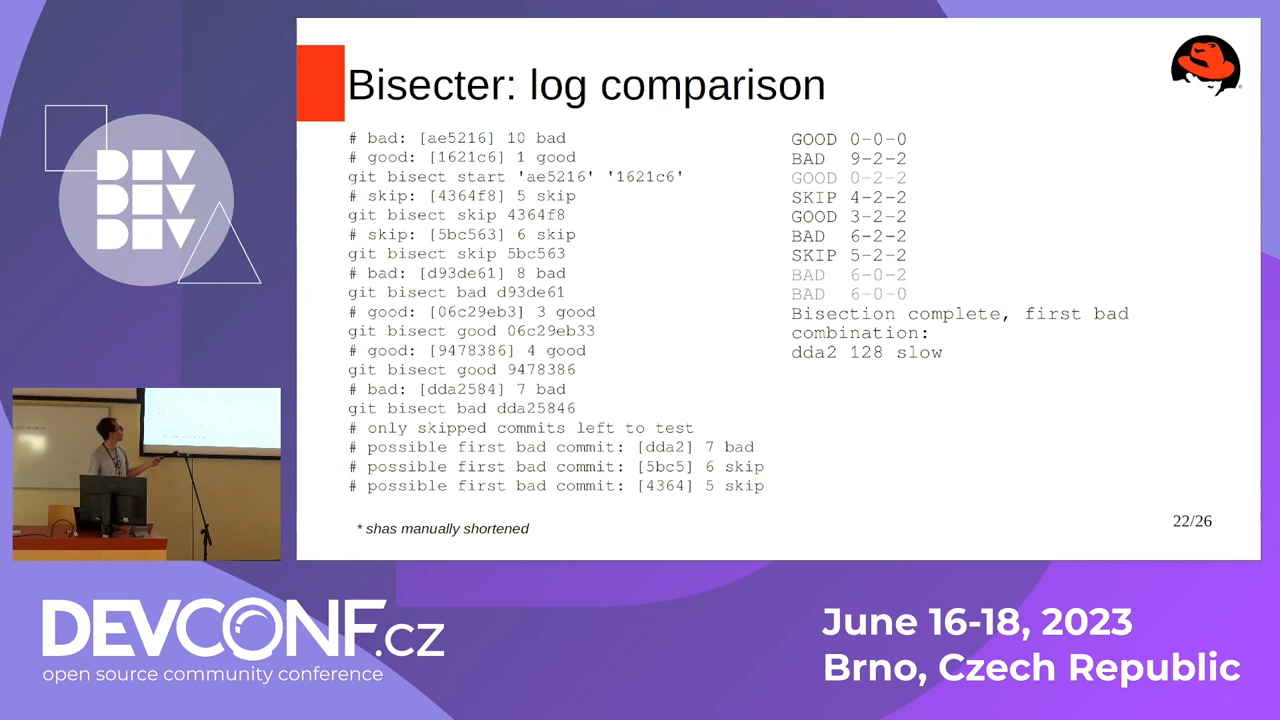 DEV
DEV
DEV
Bisecter: log comparison
# bad: [ae5216] 10 bad
# good: [1621c6] 1 good
git bisect start 'ae5216' '1621c6'
# skip: [4364f8] 5 skip
git bisect skip 4364f8
# skip: [5bc563] 6 skip
git bisect skip 5bc563
# bad: [d93de61] 8 bad
git bisect bad d93de61
# good: [06c29eb3] 3 good
git bisect good 06c29eb33
# good: [9478386] 4 good
git bisect good 9478386
# bad: [dda2584] 7 bad
git bisect bad dda25846
# only skipped commits left to test
# possible first bad commit: [dda2] 7 bad
# possible first bad commit: [5bc5] 6 skip
# possible first bad commit: [4364] 5 skip
GOOD 0-0-0
BAD 9-2-2
GOOD 0-2-2
SKIP 4-2-2
GOOD 3-2-2
BAD 6-2-2
SKIP 5-2-2
BAD 6-0-2
BAD 6-0-0
Bisection complete, first bad
combination:
dda2 128 slow
* shas manually shortened
22/26
DEVCONF.cz
open source community conference
June 16-18, 2023
Brno, Czech Republic